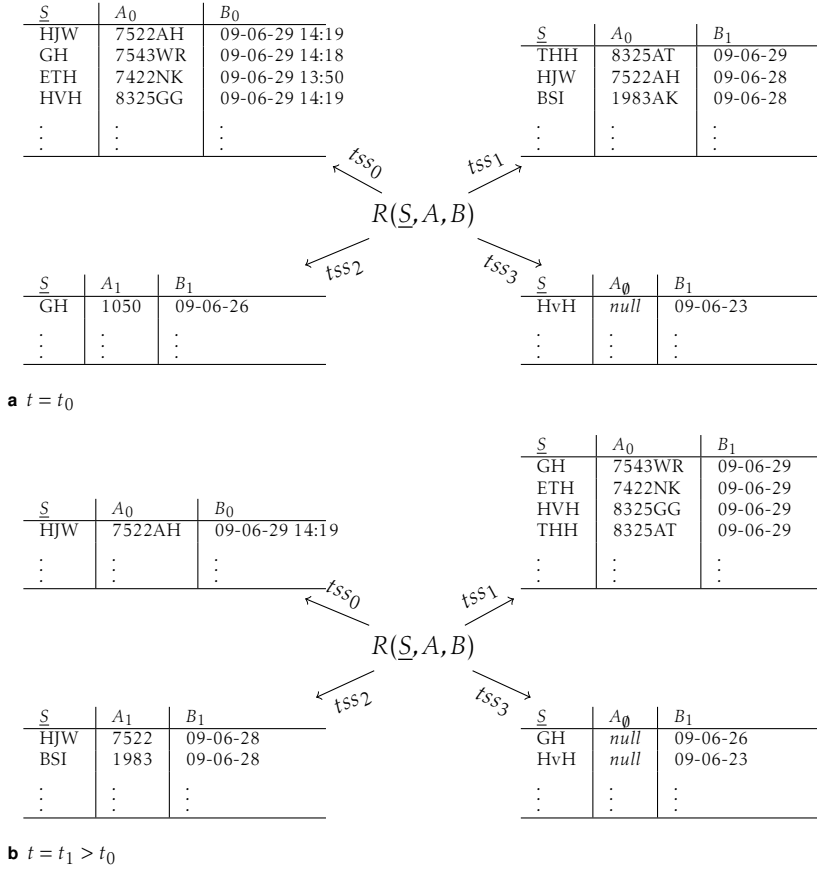 S A0 B0
HJW 7522AH 09-06-29 14:19
GH 7543WR 09-06-29 14:18
ETH 7422NK 09-06-29 13:50
HVH 8325GG 09-06-29 14:19
. . .
. . .
. . .
S A0 B1
THH 8325AT 09-06-29
HJW 7522AH 09-06-28
BSI 1983AK 09-06-28
. . .
. . .
. . .
tss0 tss1
R(S, A, B)
tss2 tss3
S A1 B1
GH 1050 09-06-26
. . .
. . .
. . .
S A∅ B1
HvH null 09-06-23
. . .
. . .
. . .
a t = t0
S A0 B0
HJW 7522AH 09-06-29 14:19
. . .
. . .
. . .
S A0 B1
GH 7543WR 09-06-29
ETH 7422NK 09-06-29
HVH 8325GG 09-06-29
THH 8325AT 09-06-29
. . .
. . .
. . .
tss0 tss1
R(S, A, B)
tss2 tss3
S A1 B1
HJW 7522 09-06-28
BSI 1983 09-06-28
. . .
. . .
. . .
S A∅ B1
GH null 09-06-26
HvH null 09-06-23
. . .
. . .
. . .
b t = t1 > t0